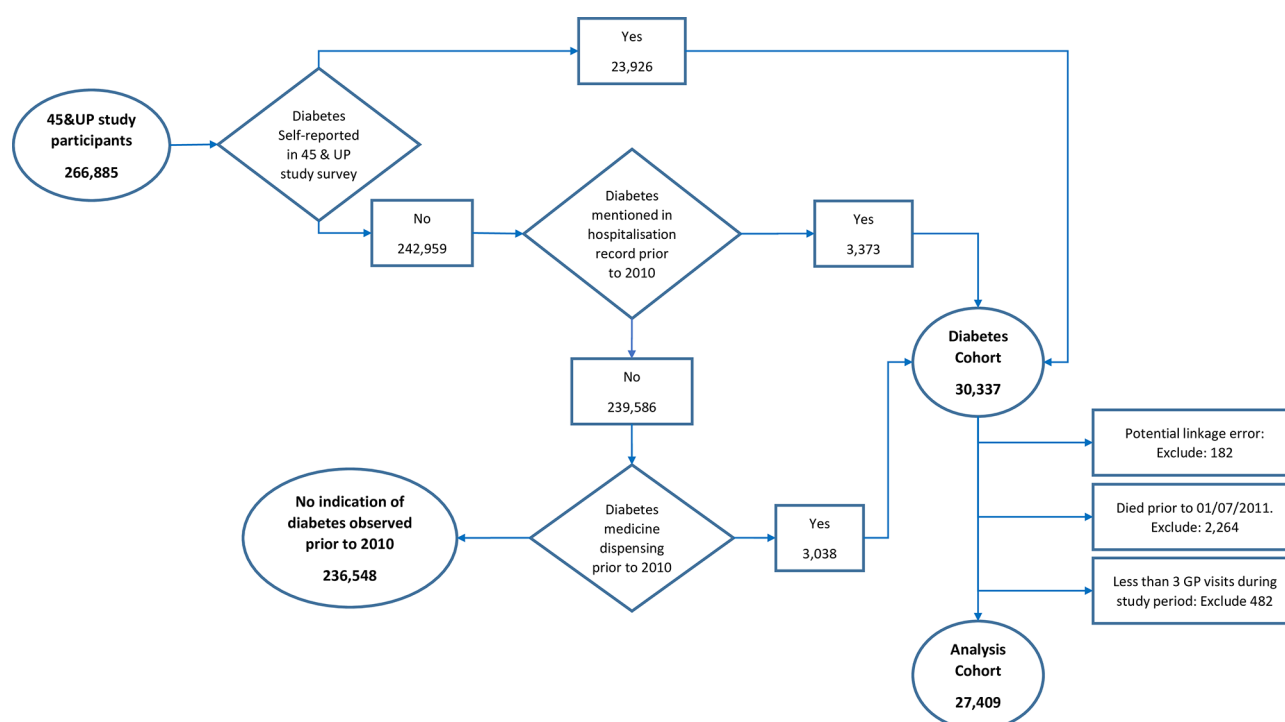 Yes
23,926
45&UP study
participants
266,885
Diabetes
Self-reported
in 45 & UP
study survey
No
242,959
Diabetes
mentioned in
hospitalisation
record prior
to 2010
Yes
3,373
Diabetes
Cohort
30,337
No
239,586
Potential linkage error:
Exclude: 182
Died prior to 01/07/2011.
Exclude: 2,264
Less than 3 GP visits during
study period: Exclude 482
No indication of
diabetes observed
prior to 2010
236,548
Diabetes
medicine
dispensing
prior to 2010
Yes
3,038
Analysis
Cohort
27,409